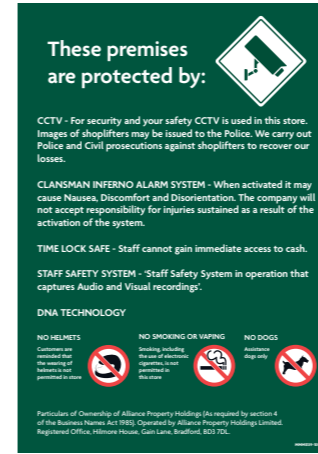 These premises
are protected by:
CCTV - For security and your safety CCTV is used in this store.
Images of shoplifters may be issued to the Police. We carry out
Police and Civil prosecutions against shoplifters to recover our
losses.
CLANSMAN INFERNO ALARM SYSTEM - When activated it may
cause Nausea, Discomfort and Disorientation. The company will
not accept responsibility for injuries sustained as a result of the
activation of the system.
TIME LOCK SAFE - Staff cannot gain immediate access to cash.
STAFF SAFETY SYSTEM - ‘Staff Safety System in operation that
captures Audio and Visual recordings’.
DNA TECHNOLOGY
NO HELMETS
Customers are
reminded that
the wearing of
helmets is not
permitted in store
NO SMOKING OR VAPING
Smoking, including
the use of electronic
cigarettes, is not
permitted in
this store
NO DOGS
Assistance
dogs only
Particulars of Ownership of Alliance Property Holdings (As required by section 4
of the Business Names Act 1985). Operated by Alliance Property Holdings Limited.
Registered Office, Hilmore House, Gain Lane, Bradford, BD3 7DL.